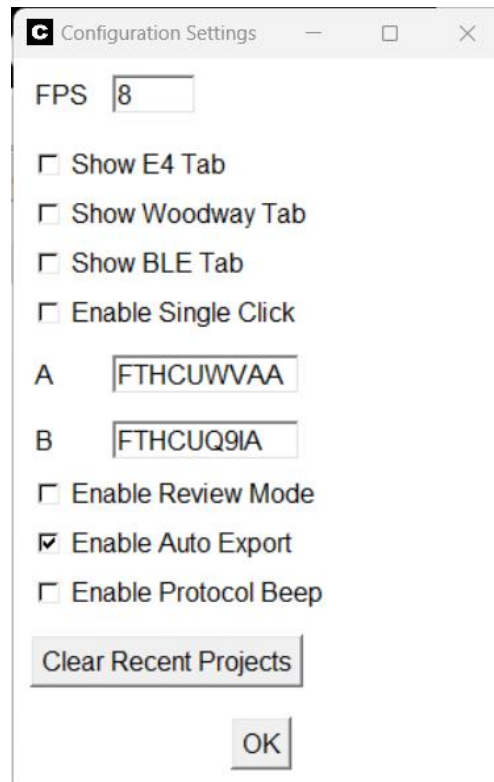 C Configuration Settings
FPS 8
Show E4 Tab
Show Woodway Tab
Show BLE Tab
Enable Single Click
A FTHCUWVAA
B FTHCUQ9IA
Enable Review Mode
Enable Auto Export
Enable Protocol Beep
Clear Recent Projects
OK